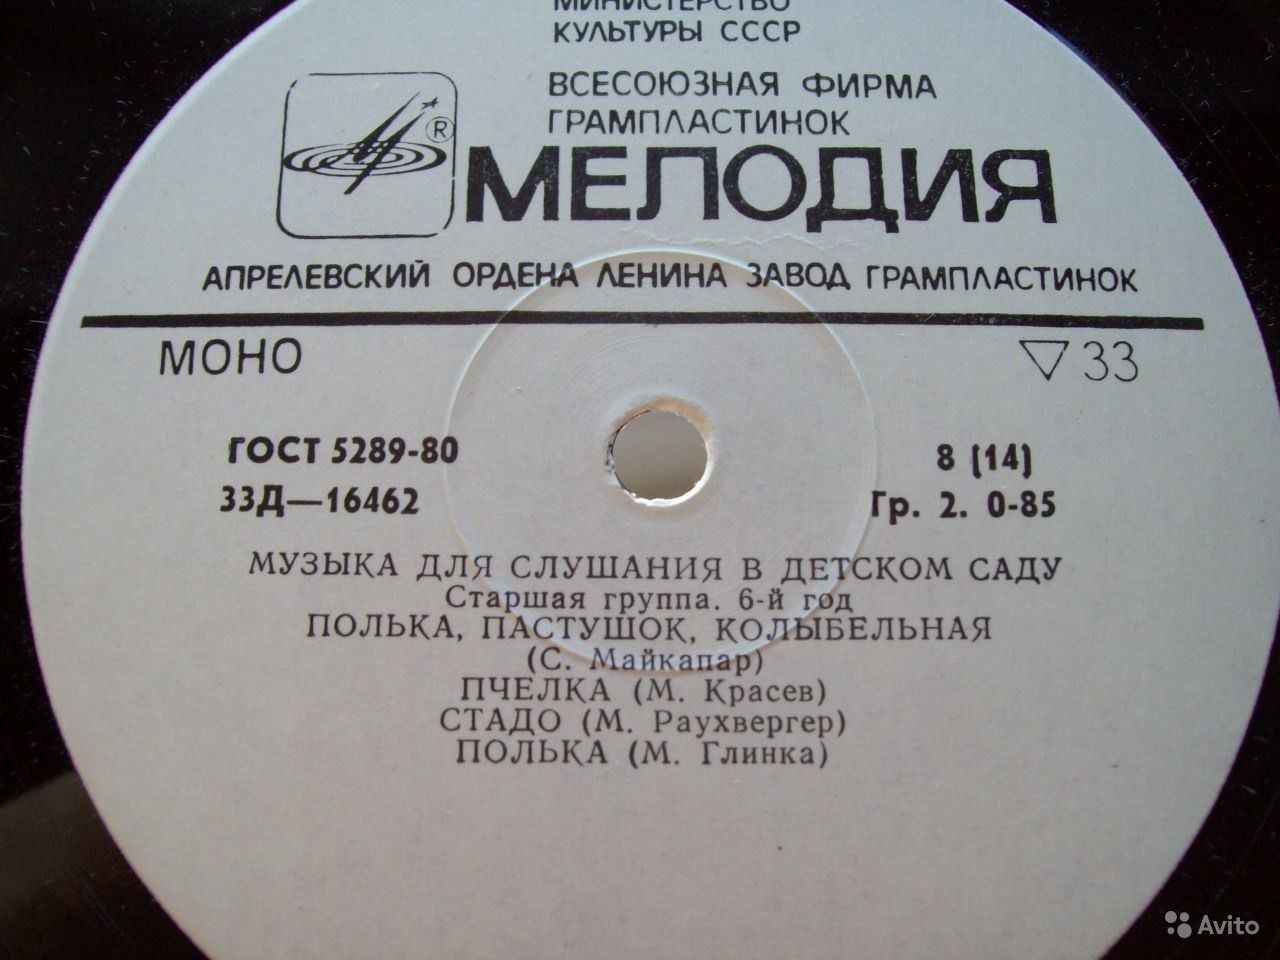 МИНИСТЕРСТВО
КУЛЬТУРЫ СССР
ВСЕСОЮЗНАЯ ФИРМА
ГРАМПЛАСТИНОК
®
МЕЛОДИЯ
АПРЕЛЕВСКИЙ ОРДЕНА ЛЕНИНА ЗАВОД ГРАМПЛАСТИНОК
МОНО ▽33
ГОСТ 5289-80 8 (14)
33Д—16462 Гр. 2. 0-85
МУЗЫКА ДЛЯ СЛУШАНИЯ В ДЕТСКОМ САДУ
Старшая группа. 6-й год
ПОЛЬКА, ПАСТУШОК, КОЛЫБЕЛЬНАЯ
(С. Майкапар)
ПЧЕЛКА (М. Красев)
СТАДО (М. Раухвергер)
ПОЛЬКА (М. Глинка)
Avito